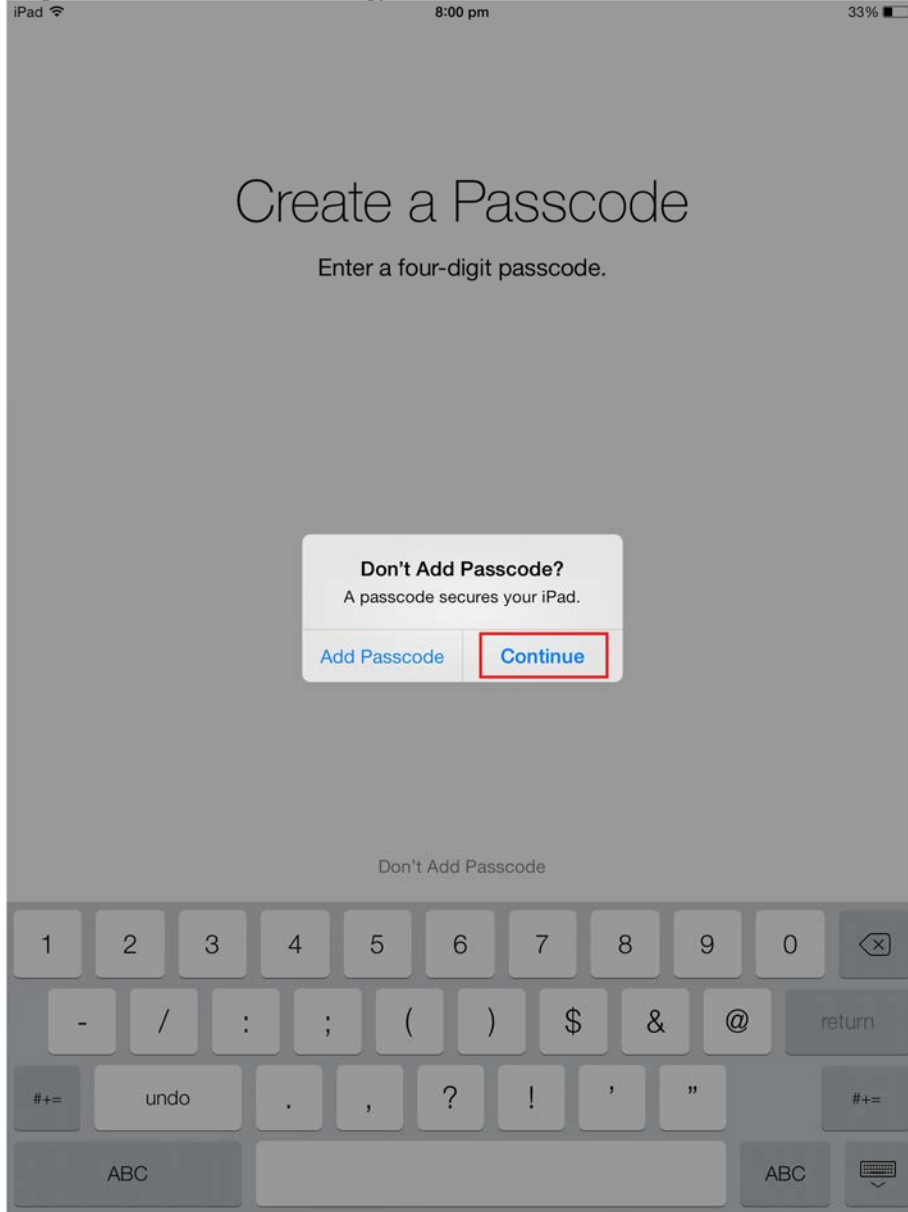 iPad 8:00 pm 33%
Create a Passcode
Enter a four-digit passcode.
Don't Add Passcode?
A passcode secures your iPad.
Add Passcode Continue
Don't Add Passcode
1 2 3 4 5 6 7 8 9 0
- / : ; ( ) $ & @ return
#+= undo . , ? ! ' " #+=
ABC ABC